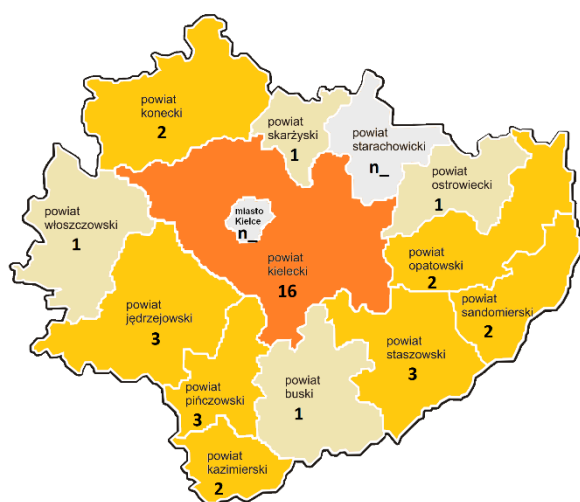 powiat
konecki
2
powiat
skarżyski
1
powiat
starachowicki
n_
powiat
ostrowiecki
1
powiat
włoszczowski
1
miasto
Kielce
n_
powiat
kielecki
16
powiat
opatowski
2
powiat
sandomierski
2
powiat
jędrzejowski
3
powiat
staszowski
3
powiat
pińczowski
3
powiat
buski
1
powiat
kazimierski
2